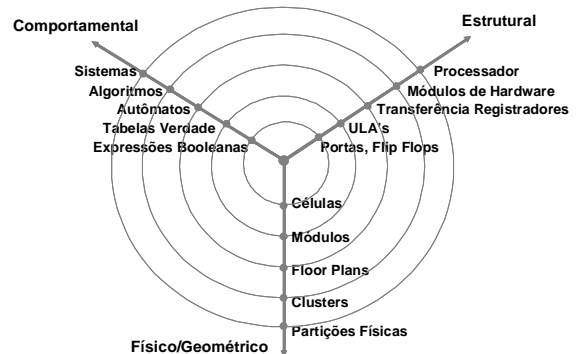 Comportamental
Estrutural
Sistemas
Algoritmos
Autômatos
Tabelas Verdade
Expressões Booleanas
Processador
Módulos de Hardware
Transferência Registradores
ULA's
Portas, Flip Flops
Células
Módulos
Floor Plans
Clusters
Partições Físicas
Físico/Geométrico